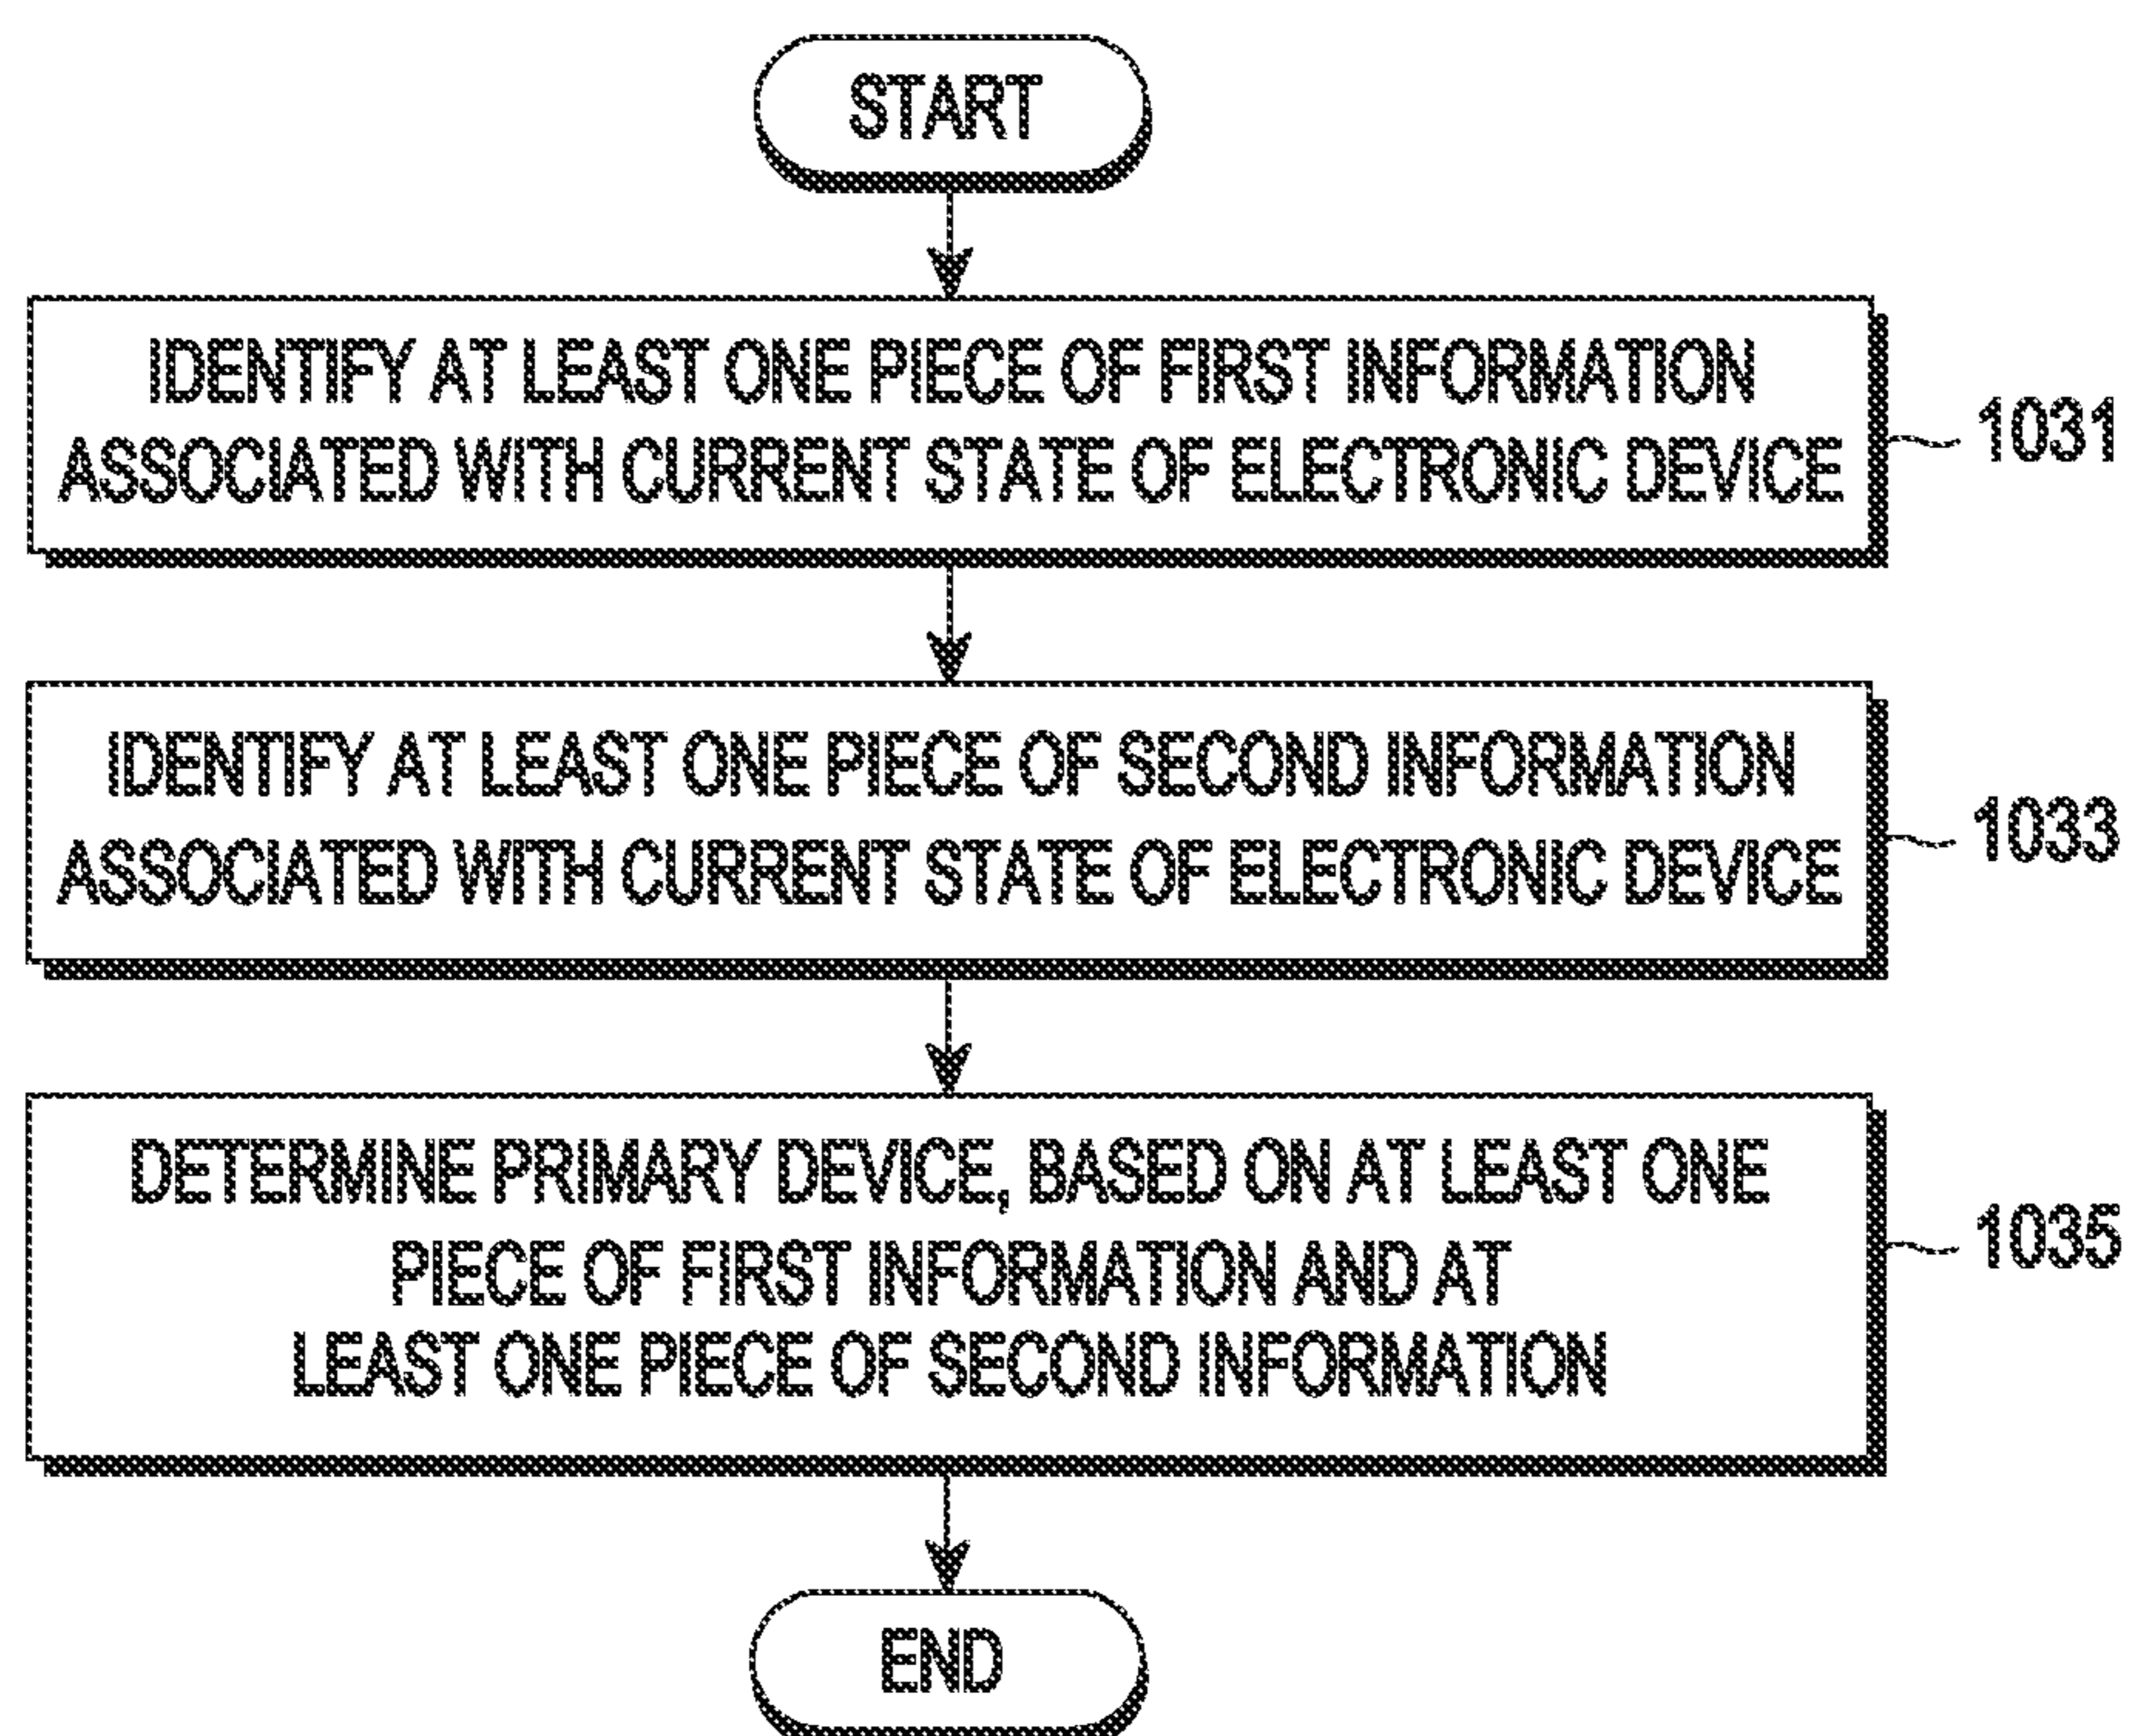 START
IDENTIFY AT LEAST ONE PIECE OF FIRST INFORMATION
ASSOCIATED WITH CURRENT STATE OF ELECTRONIC DEVICE
1031
IDENTIFY AT LEAST ONE PIECE OF SECOND INFORMATION
ASSOCIATED WITH CURRENT STATE OF ELECTRONIC DEVICE
1033
DETERMINE PRIMARY DEVICE, BASED ON AT LEAST ONE
PIECE OF FIRST INFORMATION AND AT
LEAST ONE PIECE OF SECOND INFORMATION
1035
END